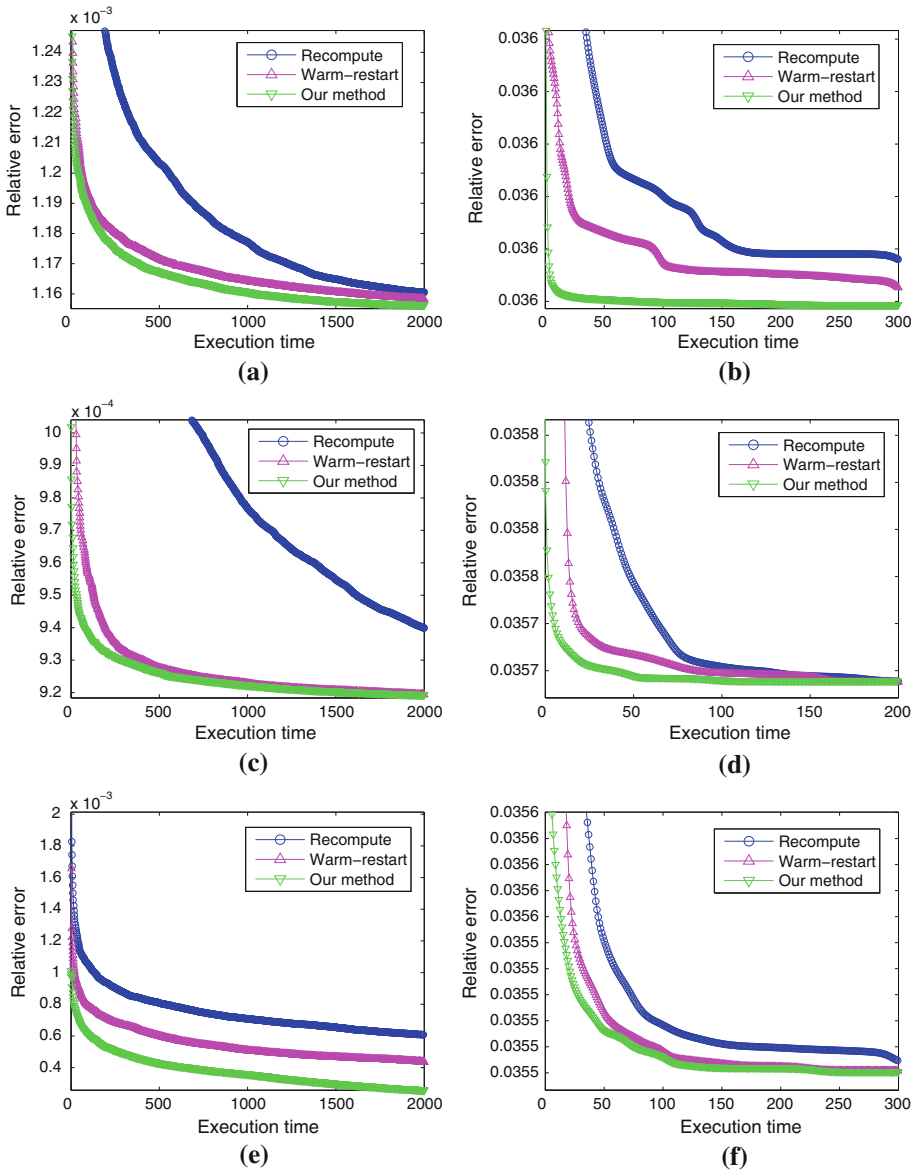 x 10⁻³
1.24
1.23
1.22
1.21
1.2
1.19
1.18
1.17
1.16
Relative error
0 500 1000 1500 2000
Execution time
Recompute
Warm-restart
Our method
(a)
0.036
0.036
0.036
0.036
0.036
0.036
Relative error
0 50 100 150 200 250 300
Execution time
Recompute
Warm-restart
Our method
(b)
x 10⁻⁴
10
9.9
9.8
9.7
9.6
9.5
9.4
9.3
9.2
Relative error
0 500 1000 1500 2000
Execution time
Recompute
Warm-restart
Our method
(c)
0.0358
0.0358
0.0358
0.0358
0.0357
0.0357
Relative error
0 50 100 150 200
Execution time
Recompute
Warm-restart
Our method
(d)
x 10⁻³
2
1.8
1.6
1.4
1.2
1
0.8
0.6
0.4
Relative error
0 500 1000 1500 2000
Execution time
Recompute
Warm-restart
Our method
(e)
0.0356
0.0356
0.0356
0.0356
0.0356
0.0356
0.0355
0.0355
0.0355
0.0355
0.0355
Relative error
0 50 100 150 200 250 300
Execution time
Recompute
Warm-restart
Our method
(f)